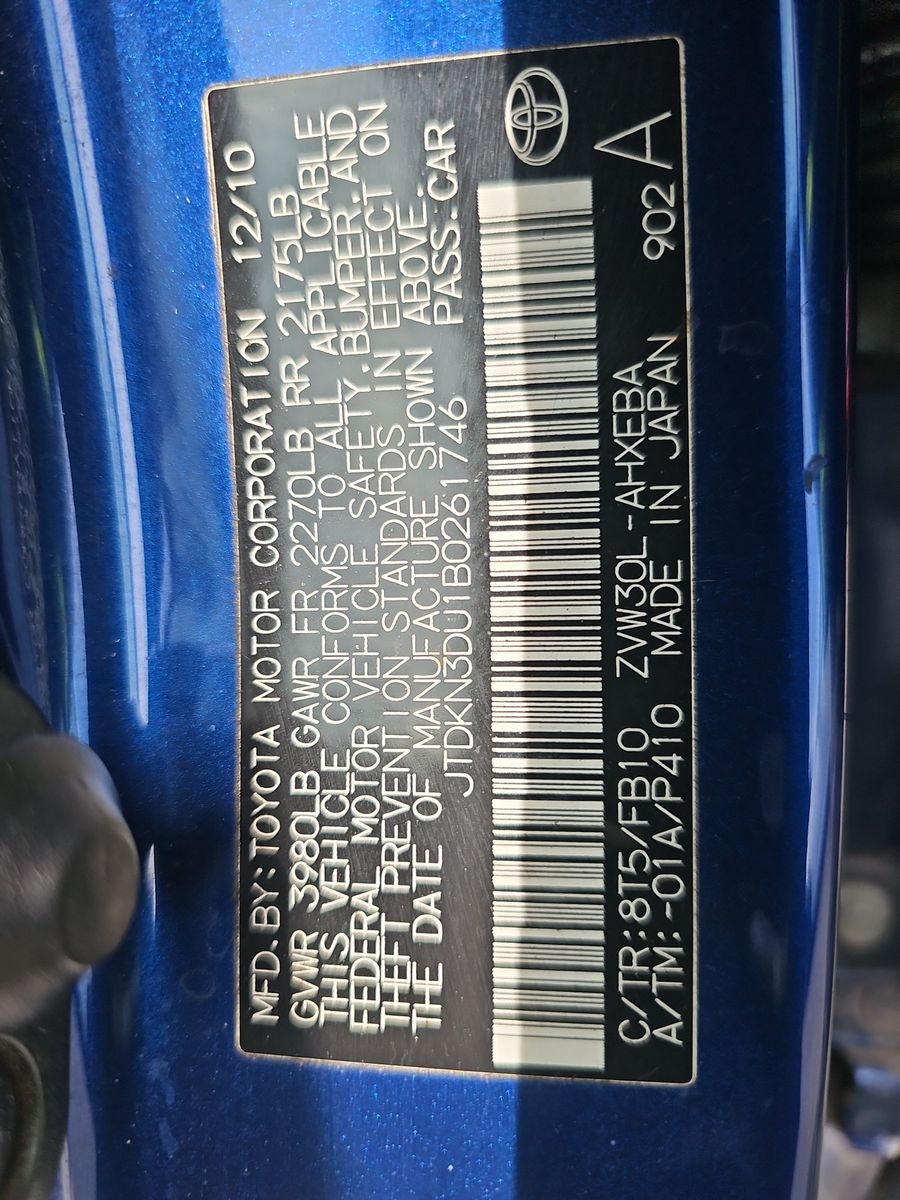 MFD.BY:TOYOTA MOTOR CORPORATION 12/10
GVWR 3980LB GAWR FR 2270LB RR 2175LB
THIS VEHICLE CONFORMS TO ALL APPLICABLE
FEDERAL MOTOR VEHICLE SAFETY,BUMPER,AND
THEFT PREVENTION STANDARDS IN EFFECT ON
THE DATE OF MANUFACTURE SHOWN ABOVE.
JTDKN3DU1B0261746 PASS.CAR
C/TR:8T5/FB10 ZVW30L-AHXEBA
A/TM:-01A/P410 MADE IN JAPAN 902 A